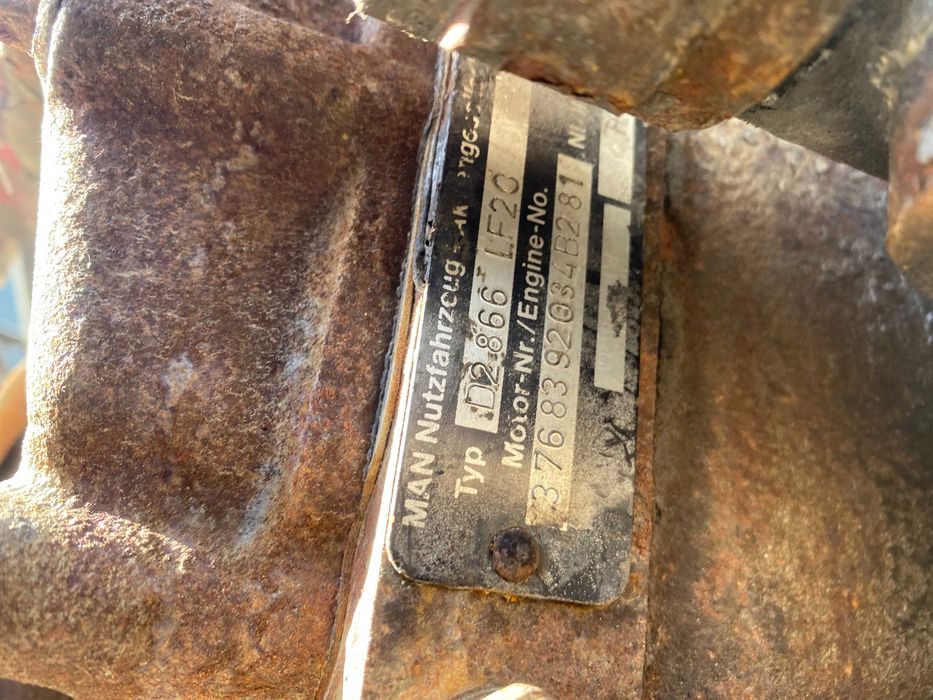 MAN Nutzfahrzeug
Typ D2866 LF20
Motor-Nr./Engine-No.
3768392034B281